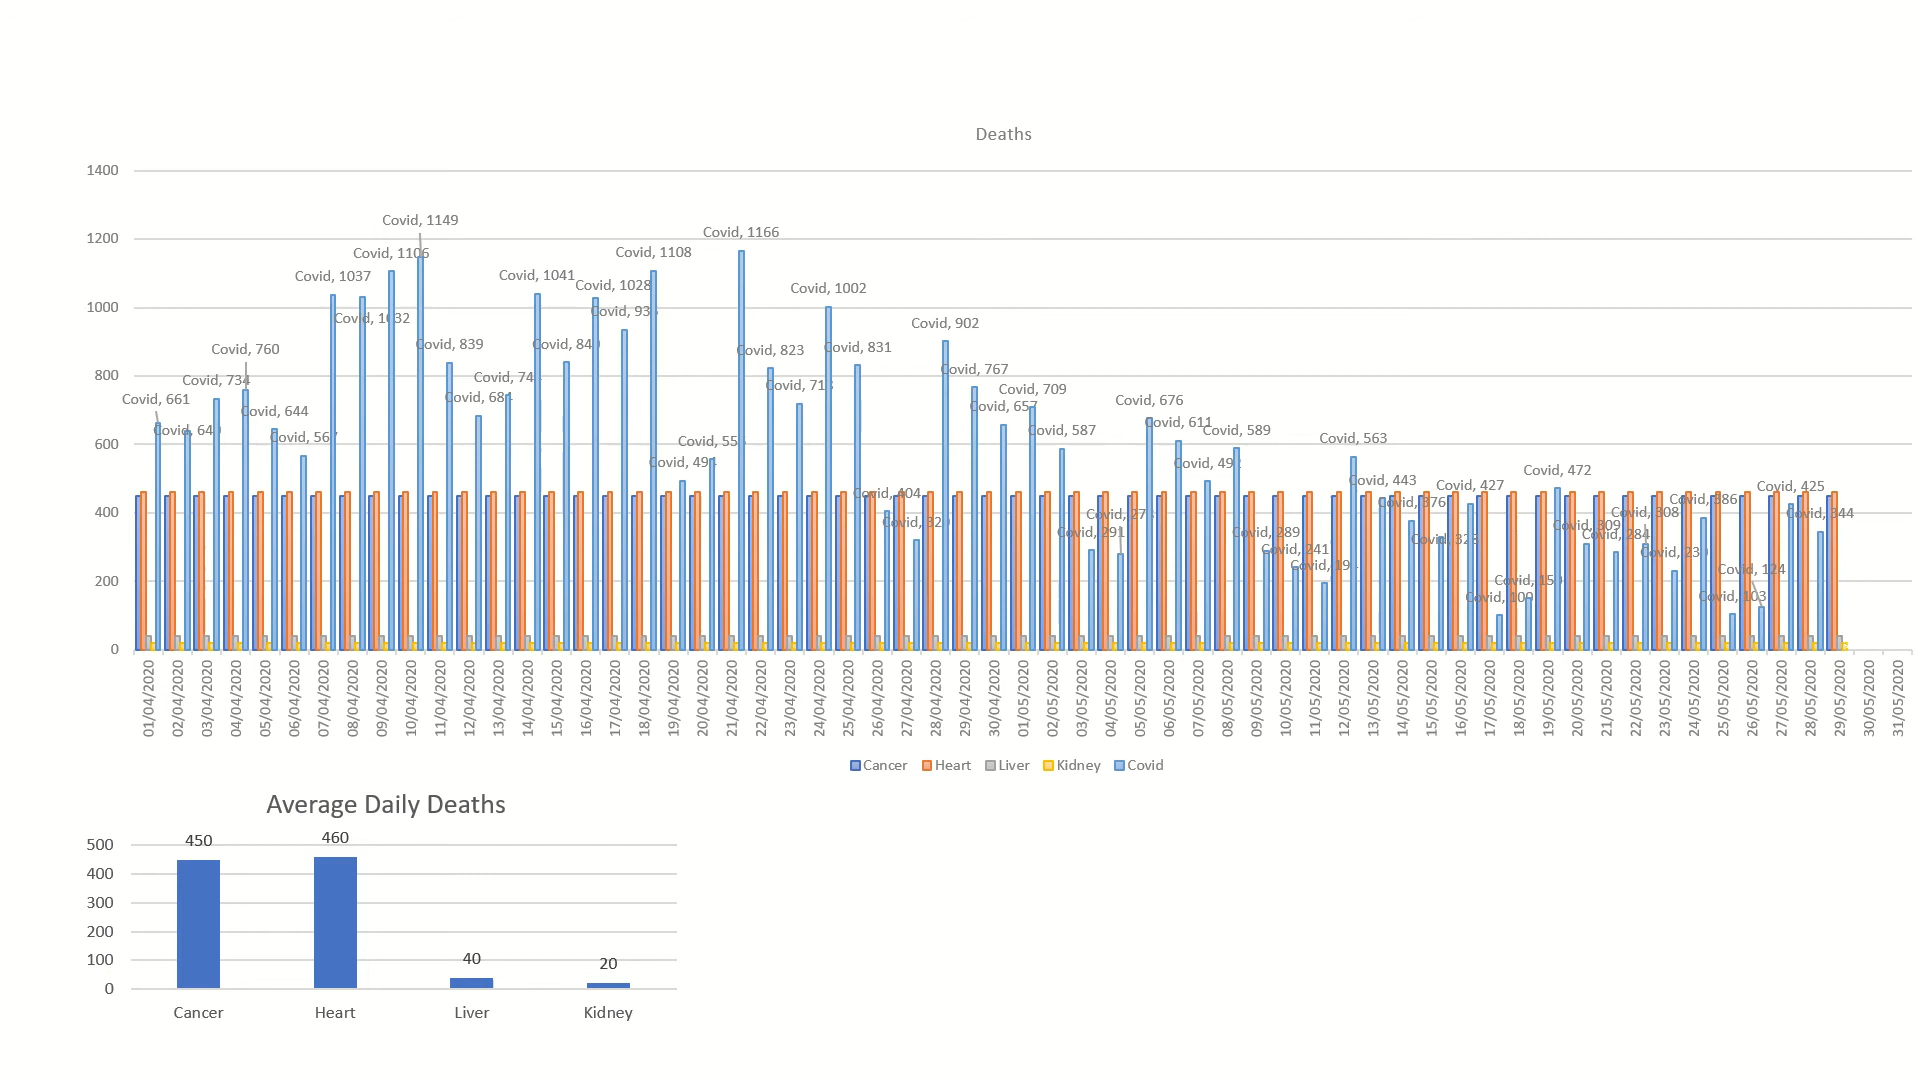 Deaths
1400
1200
1000
800
600
400
200
0
Covid, 661
Covid, 734
Covid, 760
Covid, 644
Covid, 1037
Covid, 1032
Covid, 1106
Covid, 1149
Covid, 839
Covid, 1041
Covid, 1028
Covid, 1108
Covid, 1166
Covid, 823
Covid, 1002
Covid, 831
Covid, 404
Covid, 902
Covid, 767
Covid, 657
Covid, 709
Covid, 587
Covid, 291
Covid, 676
Covid, 611
Covid, 589
Covid, 289
Covid, 241
Covid, 563
Covid, 443
Covid, 376
Covid, 427
Covid, 472
Covid, 309
Covid, 284
Covid, 308
Covid, 386
Covid, 103
Covid, 124
Covid, 425
Covid, 344
01/04/2020
02/04/2020
03/04/2020
04/04/2020
05/04/2020
06/04/2020
07/04/2020
08/04/2020
09/04/2020
10/04/2020
11/04/2020
12/04/2020
13/04/2020
14/04/2020
15/04/2020
16/04/2020
17/04/2020
18/04/2020
19/04/2020
20/04/2020
21/04/2020
22/04/2020
23/04/2020
24/04/2020
25/04/2020
26/04/2020
27/04/2020
28/04/2020
29/04/2020
30/04/2020
01/05/2020
02/05/2020
03/05/2020
04/05/2020
05/05/2020
06/05/2020
07/05/2020
08/05/2020
09/05/2020
10/05/2020
11/05/2020
12/05/2020
13/05/2020
14/05/2020
15/05/2020
16/05/2020
17/05/2020
18/05/2020
19/05/2020
20/05/2020
21/05/2020
22/05/2020
23/05/2020
24/05/2020
25/05/2020
26/05/2020
27/05/2020
28/05/2020
29/05/2020
30/05/2020
31/05/2020
Cancer Heart Liver Kidney Covid
Average Daily Deaths
500
400
300
200
100
0
450
460
40
20
Cancer Heart Liver Kidney